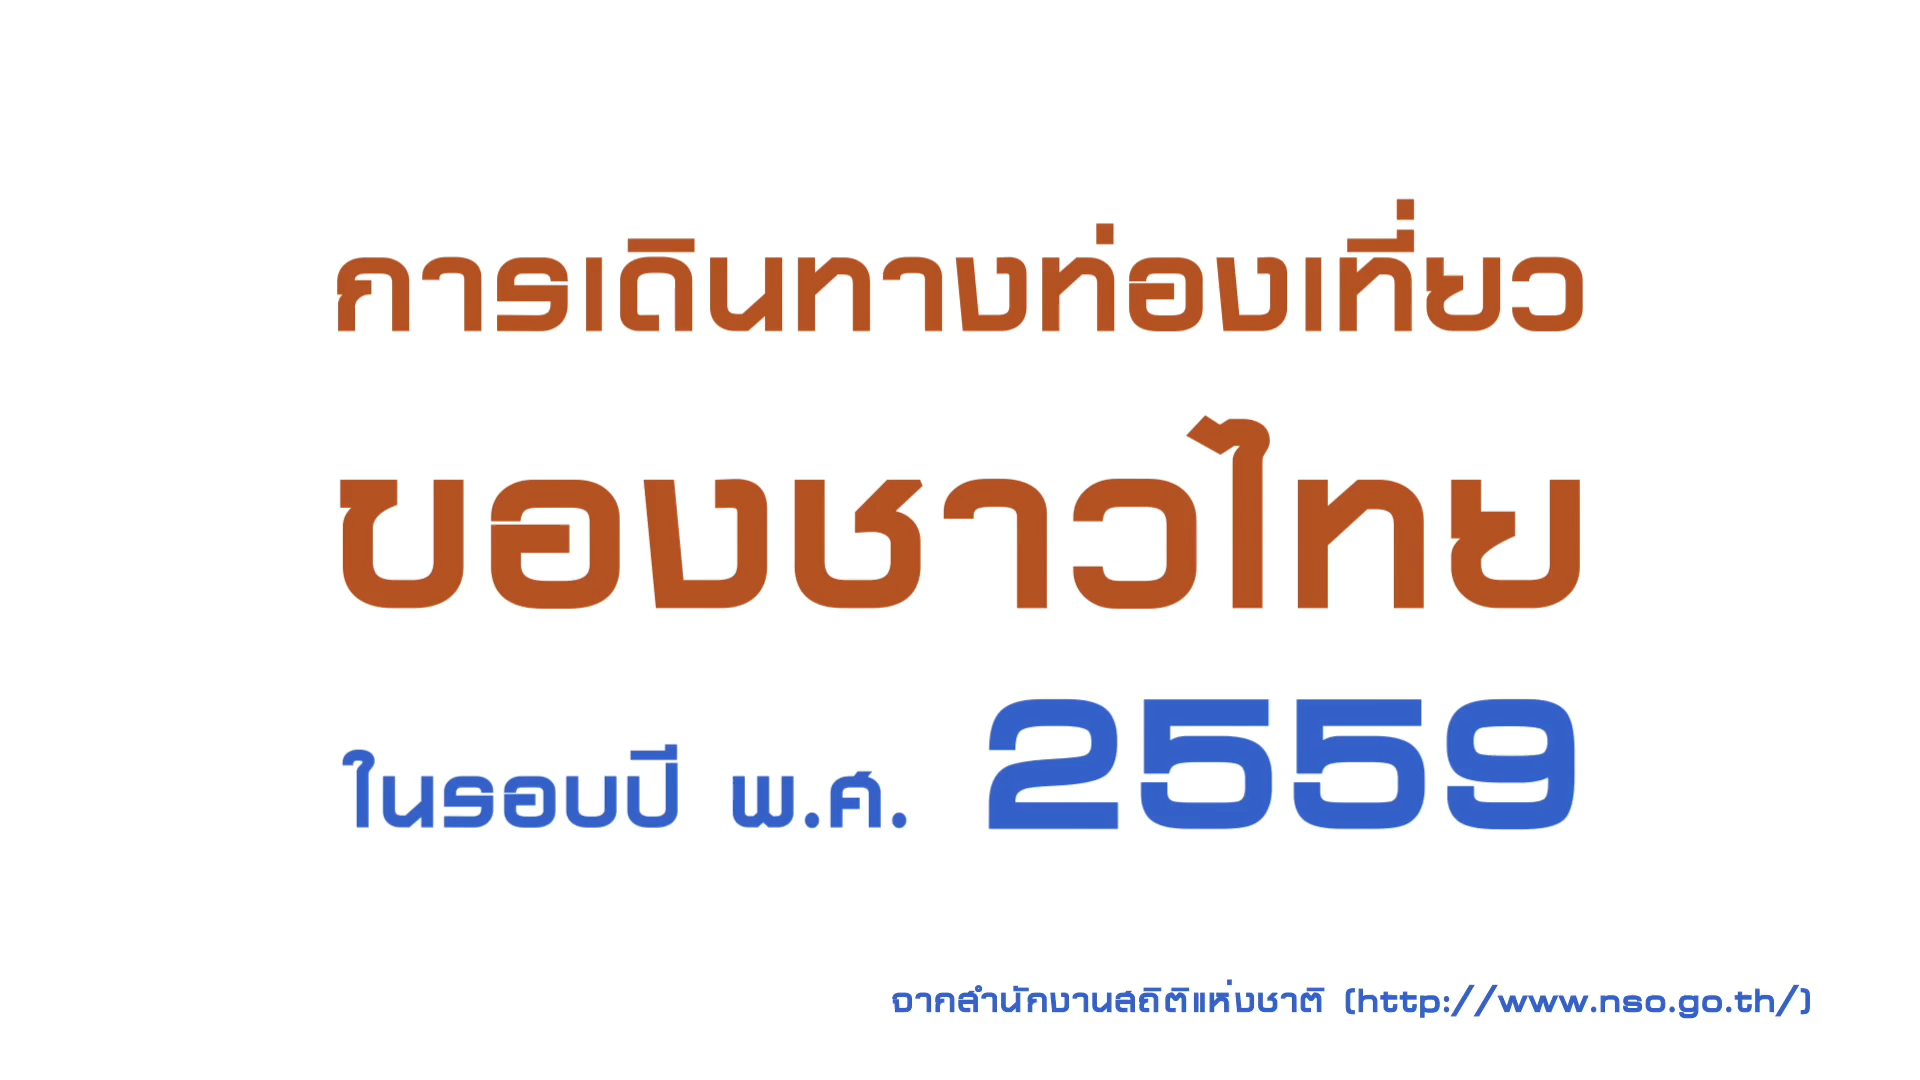 การเดินทางท่องเที่ยว
ของชาวไทย
ในรอบปี พ.ศ. 2559
จากสำนักงานสถิติแห่งชาติ (http://www.nso.go.th/)